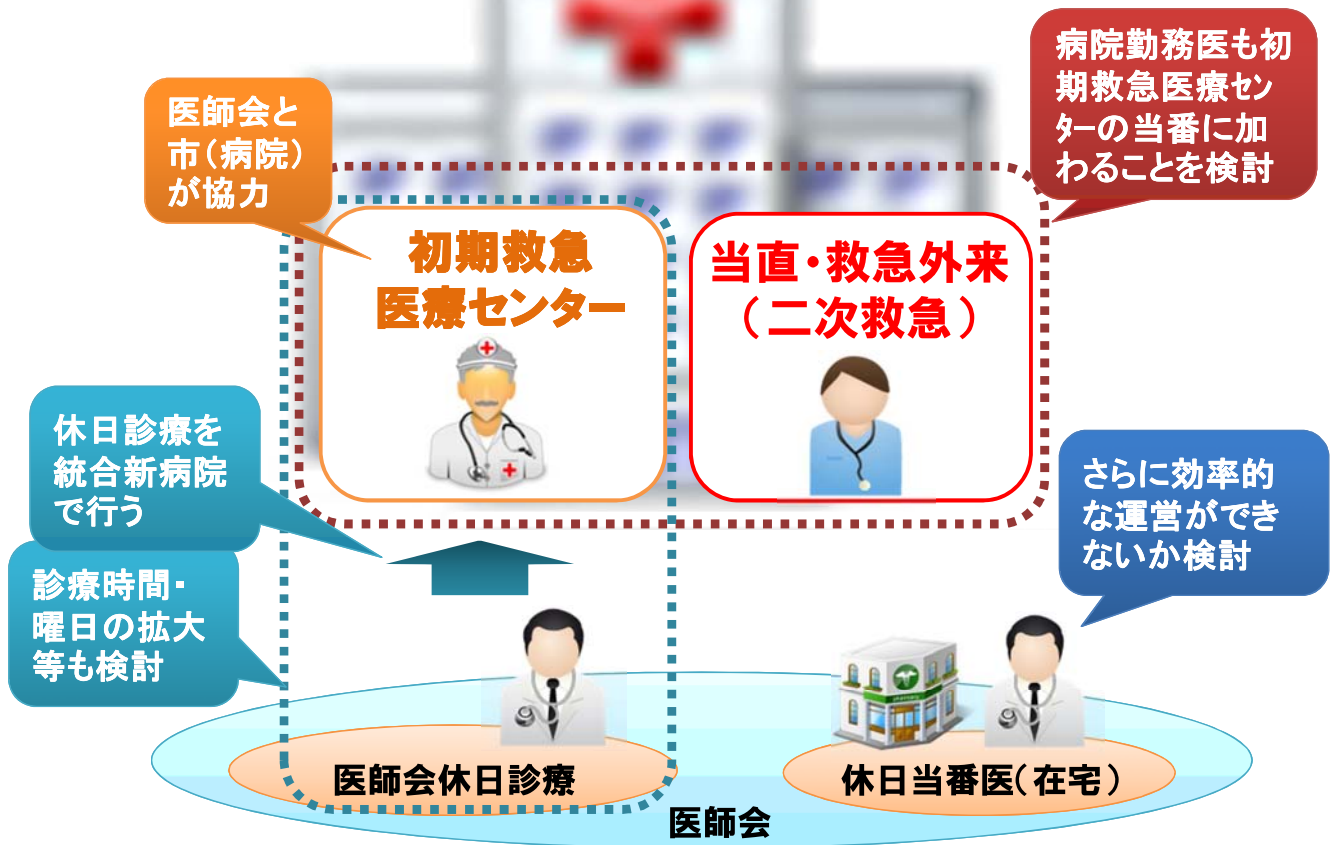 病院勤務医も初
期救急医療セン
ターの当番に加
わることを検討
医師会と
市（病院）
が協力
初期救急
医療センター
当直・救急外来
（二次救急）
休日診療を
統合新病院
で行う
診療時間・
曜日の拡大
等も検討
さらに効率的
な運営ができ
ないか検討
医師会休日診療
休日当番医（在宅）
医師会